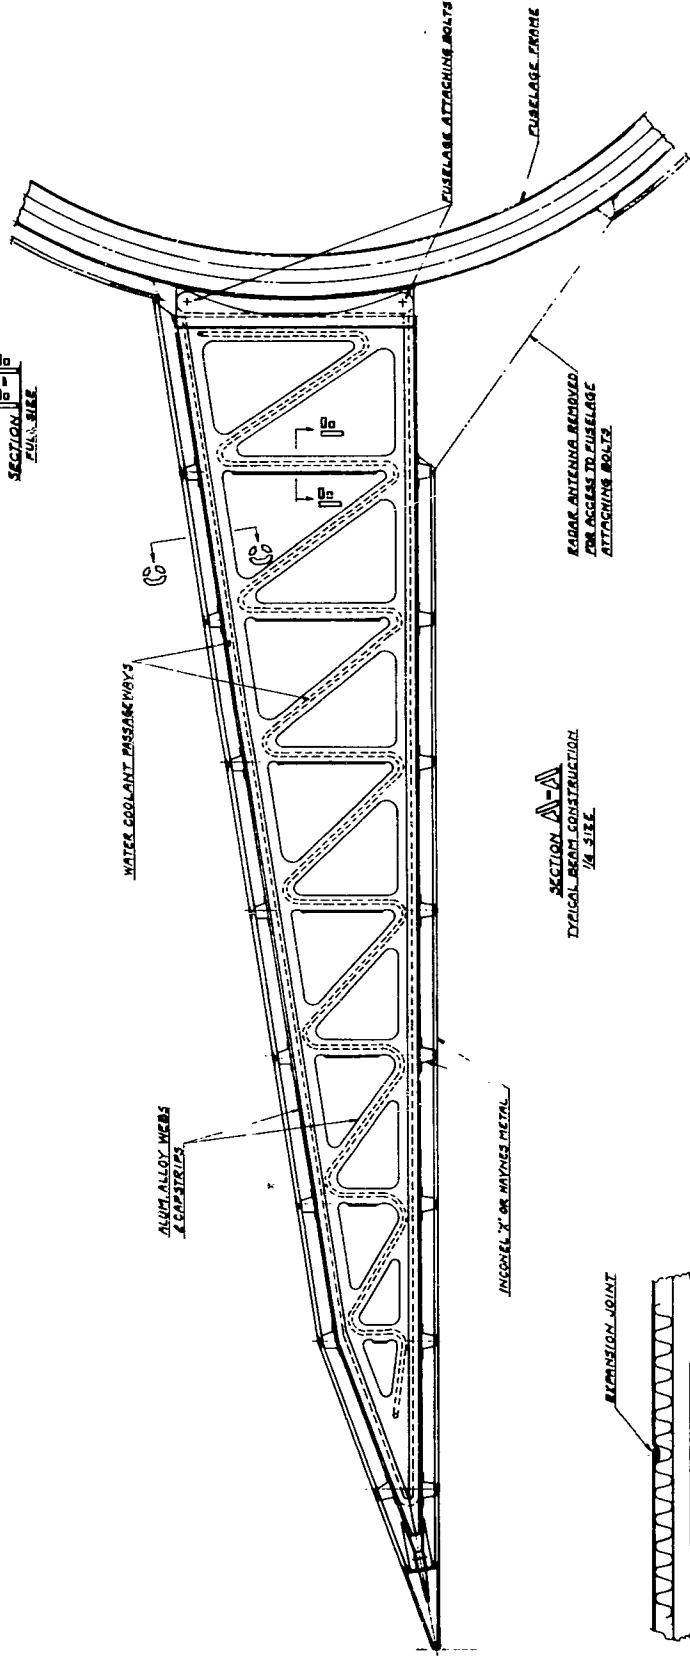 SECTION
FULL SIZE
FUSELAGE ATTACHING BOLTS
FUSELAGE FRAME
RADAR ANTENNA REMOVED
FOR ACCESS TO FUSELAGE
ATTACHING BOLTS
D
D
C
C
WATER COOLANT PASSAGEWAYS
SECTION A-A
TYPICAL BEAM CONSTRUCTION
1/4 SIZE
ALUM. ALLOY WEBS
& CAPSTRIPS
INCONEL "X" OR HAYNES METAL
EXPANSION JOINT